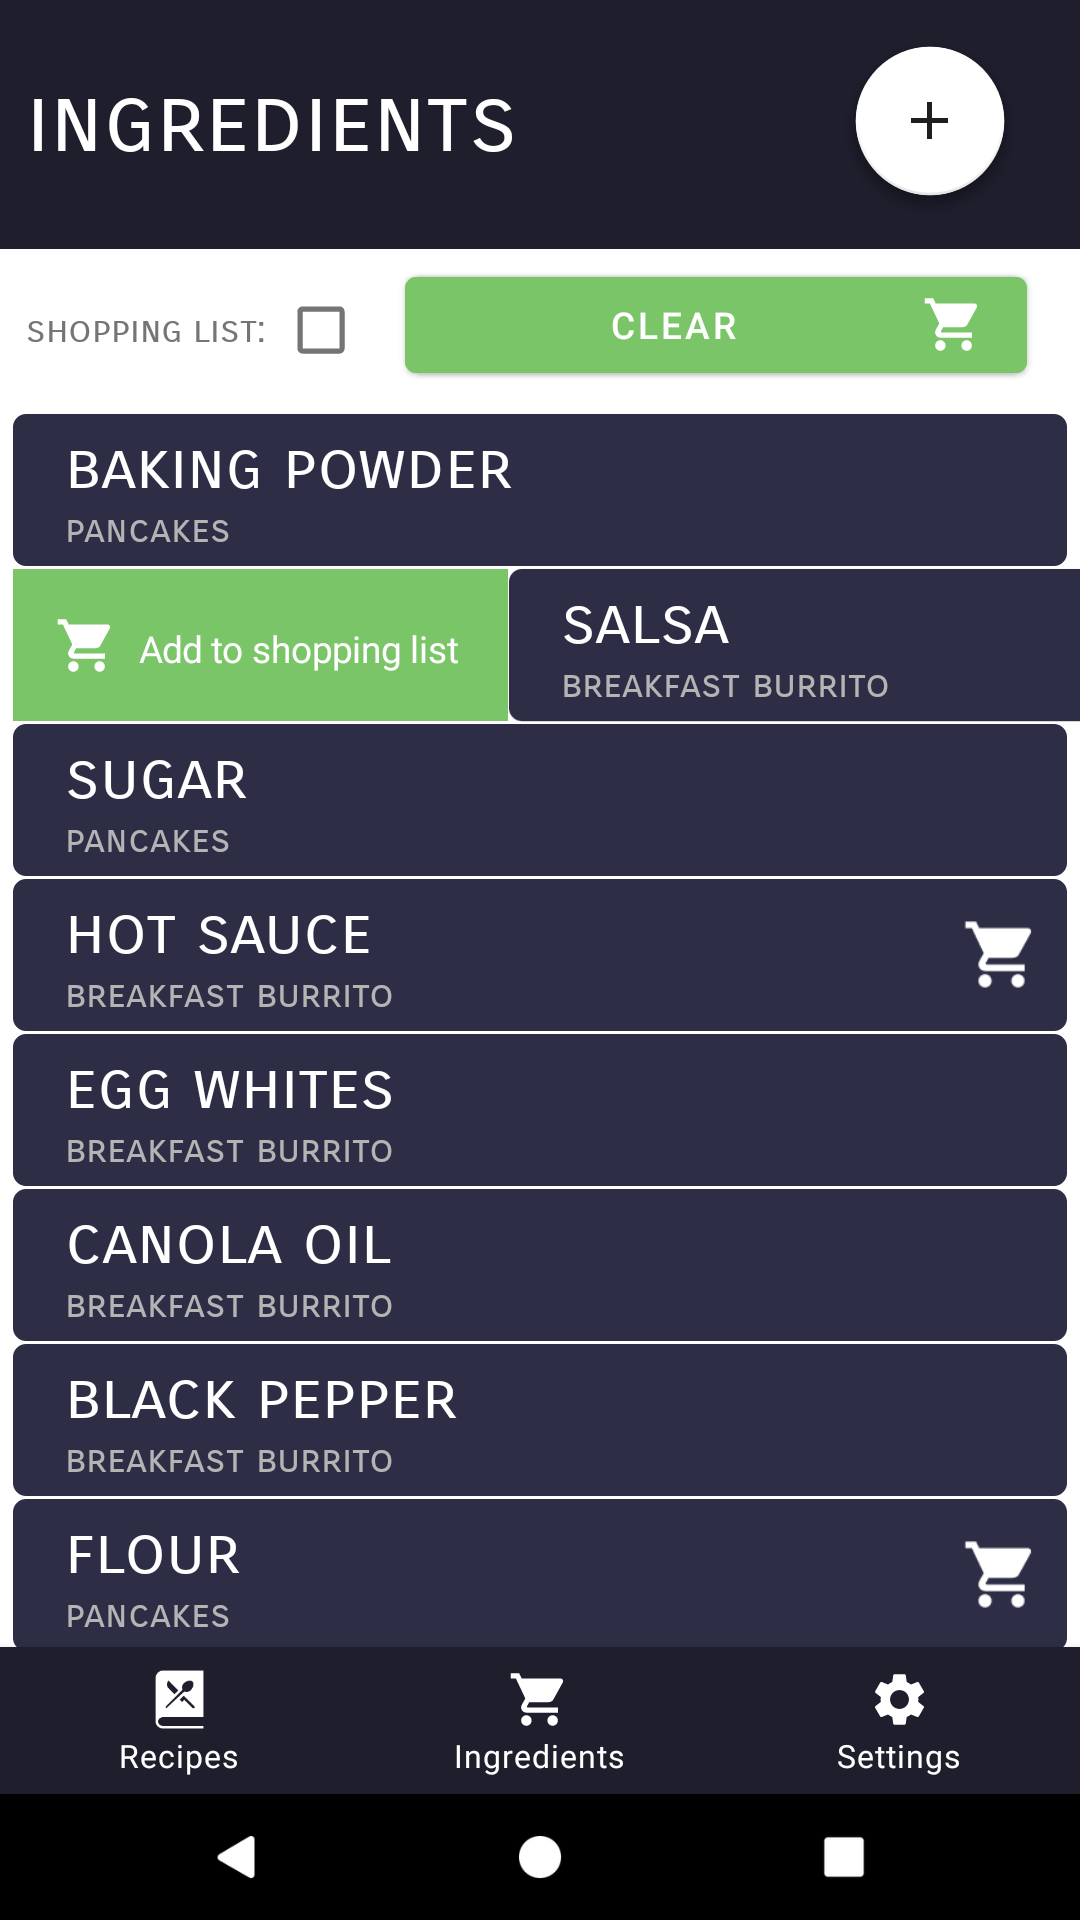 INGREDIENTS
SHOPPING LIST:
CLEAR
BAKING POWDER
PANCAKES
Add to shopping list
SALSA
BREAKFAST BURRITO
SUGAR
PANCAKES
HOT SAUCE
BREAKFAST BURRITO
EGG WHITES
BREAKFAST BURRITO
CANOLA OIL
BREAKFAST BURRITO
BLACK PEPPER
BREAKFAST BURRITO
FLOUR
PANCAKES
Recipes
Ingredients
Settings